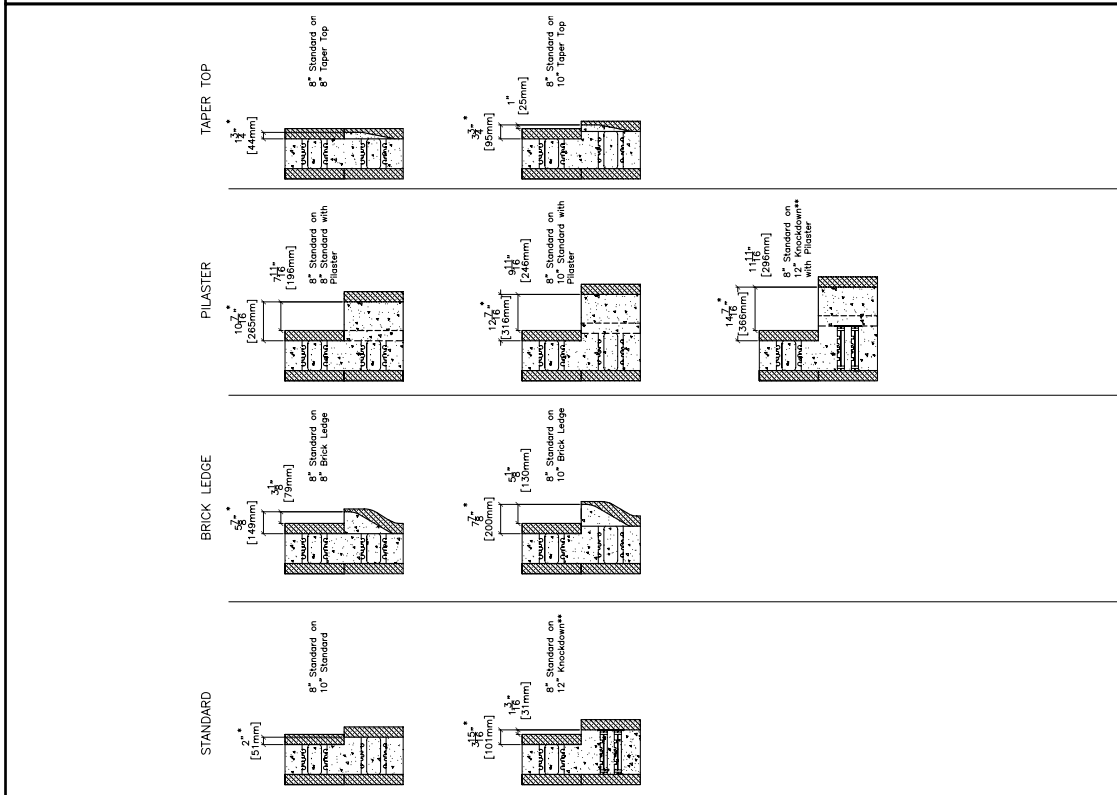 STANDARD
2" *
[51mm]
8" Standard on
10" Standard
3 15/16" *
[101mm]
1 3/16"
[31mm]
8" Standard on
12" Knockdown**
BRICK LEDGE
5 7/8" *
[149mm]
3 1/8"
[79mm]
8" Standard on
8" Brick Ledge
7 7/8" *
[200mm]
5 1/8"
[130mm]
8" Standard on
10" Brick Ledge
PILASTER
10 7/16" *
[265mm]
7 11/16"
[196mm]
8" Standard on
8" Standard with
Pilaster
12 7/16" *
[316mm]
9 11/16"
[246mm]
8" Standard on
10" Standard with
Pilaster
14 7/16" *
[366mm]
11 11/16"
[296mm]
8" Standard on
12" Knockdown**
with Pilaster
TAPER TOP
1 3/4" *
[44mm]
8" Standard on
8" Taper Top
3 3/4" *
[95mm]
1"
[25mm]
8" Standard on
10" Taper Top